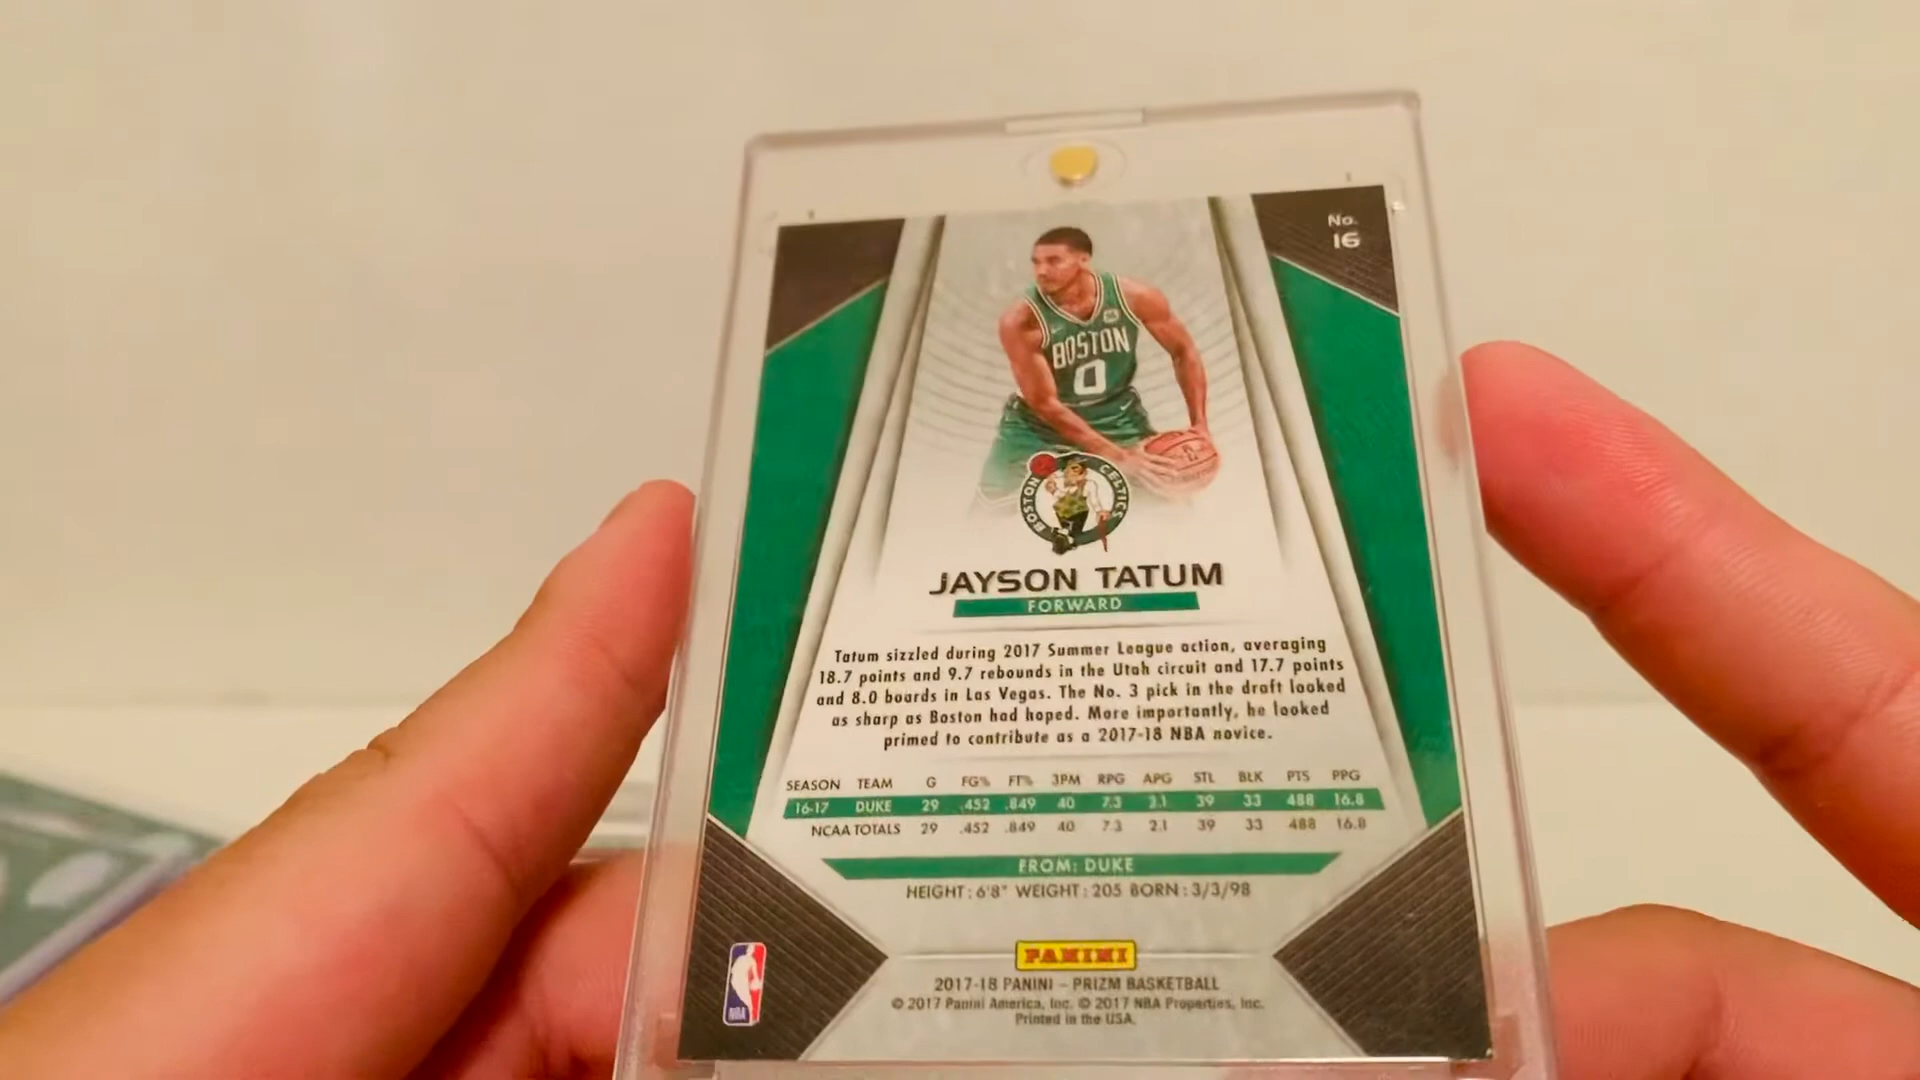 No.
16
BOSTON
0
BOSTON CELTICS
JAYSON TATUM
FORWARD
Tatum sizzled during 2017 Summer League action, averaging
18.7 points and 9.7 rebounds in the Utah circuit and 17.7 points
and 8.0 boards in Las Vegas. The No. 3 pick in the draft looked
as sharp as Boston had hoped. More importantly, he looked
primed to contribute as a 2017-18 NBA novice.
SEASON TEAM G FG% FT% 3PM RPG APG STL BLK PTS PPG
16-17 DUKE 29 .452 .849 40 7.3 2.1 39 33 488 16.8
NCAA TOTALS 29 .452 .849 40 7.3 2.1 39 33 488 16.8
FROM: DUKE
HEIGHT: 6'8" WEIGHT: 205 BORN: 3/3/98
PANINI
NBA
2017-18 PANINI - PRIZM BASKETBALL
© 2017 Panini America, Inc. © 2017 NBA Properties, Inc.
Printed in the USA.